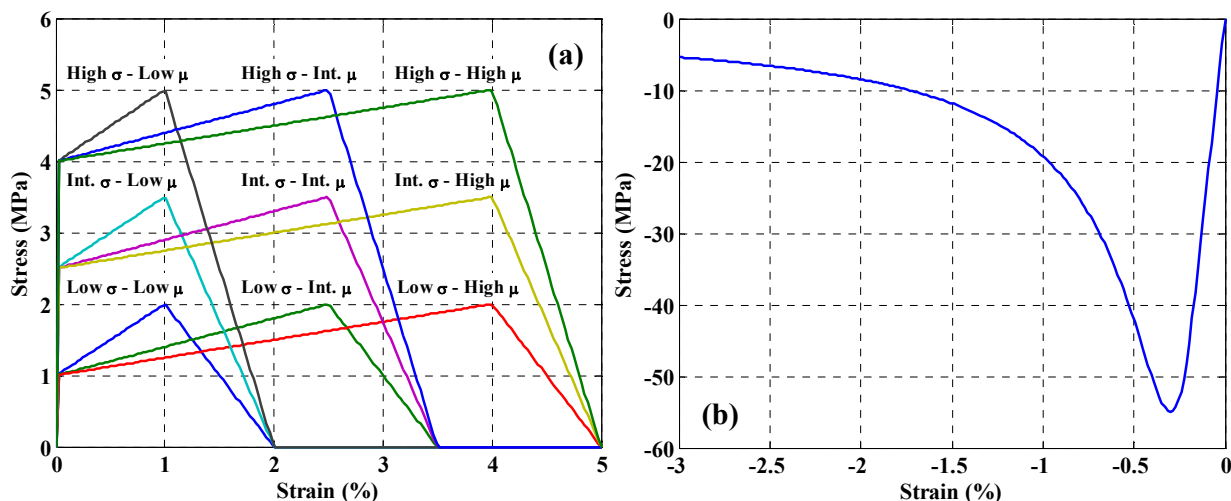 6
5
4
3
2
1
0
Stress (MPa)
(a)
High σ - Low μ
High σ - Int. μ
High σ - High μ
Int. σ - Low μ
Int. σ - Int. μ
Int. σ - High μ
Low σ - Low μ
Low σ - Int. μ
Low σ - High μ
0 1 2 3 4 5
Strain (%)
0
-10
-20
-30
-40
-50
-60
Stress (MPa)
(b)
-3 -2.5 -2 -1.5 -1 -0.5 0
Strain (%)